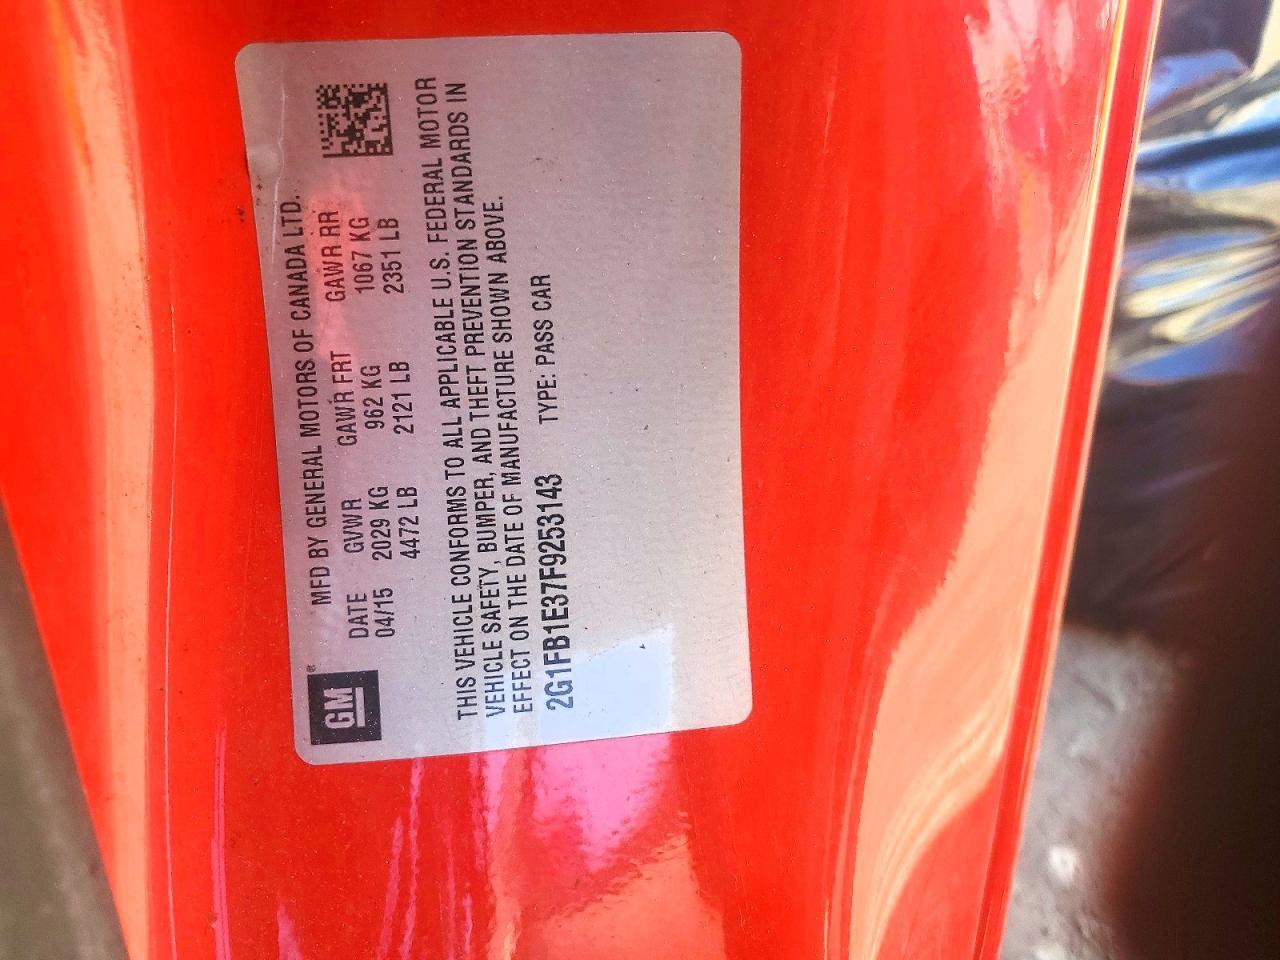 GM®
MFD BY GENERAL MOTORS OF CANADA LTD.
DATE GVWR GAWR FRT GAWR RR
04/15 2029 KG 962 KG 1067 KG
4472 LB 2121 LB 2351 LB
THIS VEHICLE CONFORMS TO ALL APPLICABLE U.S. FEDERAL MOTOR
VEHICLE SAFETY, BUMPER, AND THEFT PREVENTION STANDARDS IN
EFFECT ON THE DATE OF MANUFACTURE SHOWN ABOVE.
2G1FB1E37F9253143 TYPE: PASS CAR